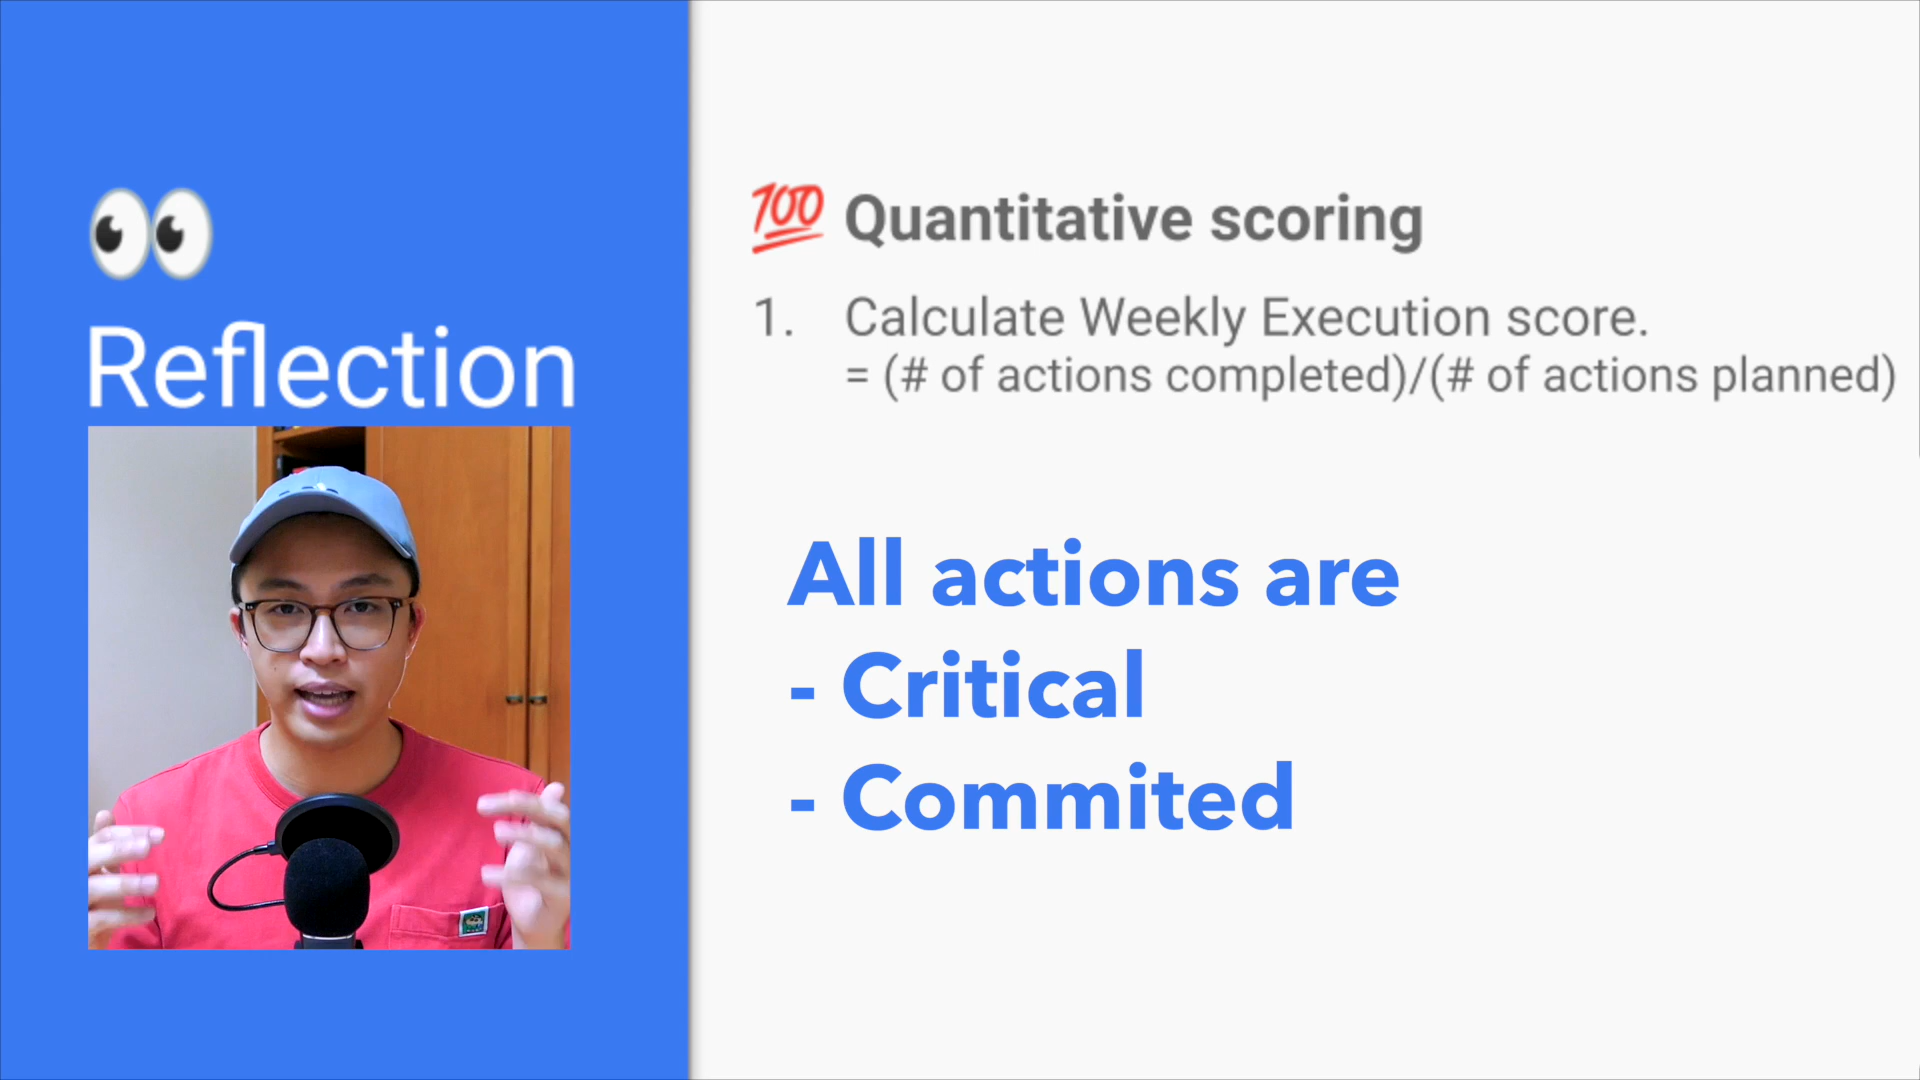 👀
Reflection
💯 Quantitative scoring
1. Calculate Weekly Execution score.
= (# of actions completed)/(# of actions planned)
All actions are
- Critical
- Commited